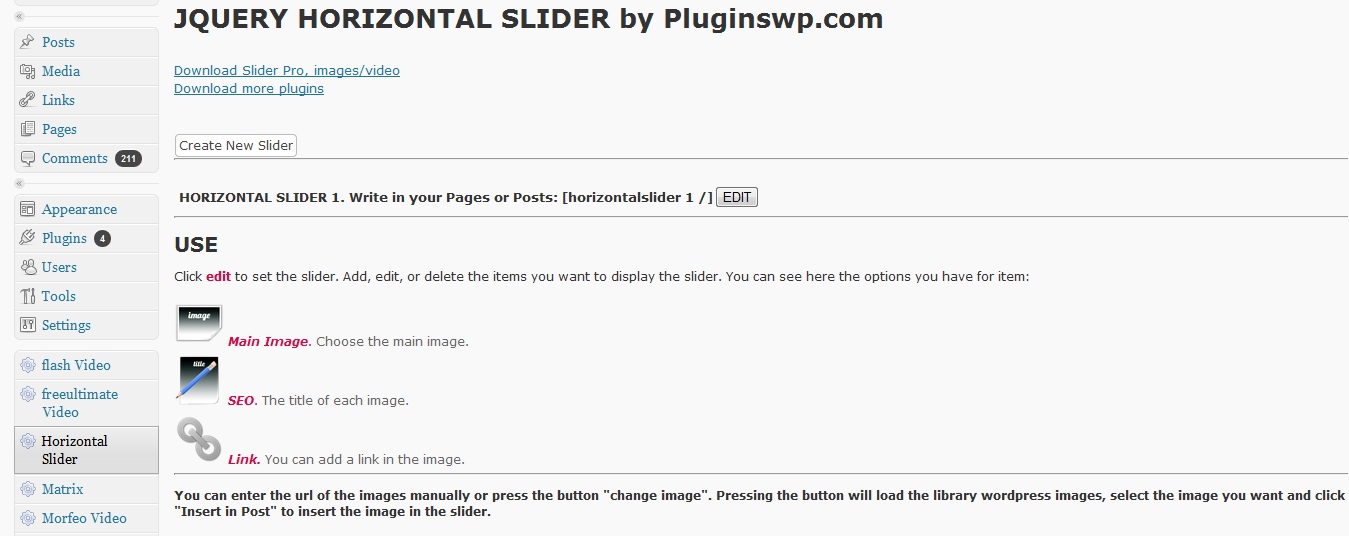 JQUERY HORIZONTAL SLIDER by Pluginswp.com
Download Slider Pro, images/video
Download more plugins
Create New Slider
HORIZONTAL SLIDER 1. Write in your Pages or Posts: [horizontalslider 1 /] EDIT
USE
Click edit to set the slider. Add, edit, or delete the items you want to display the slider. You can see here the options you have for item:
image
Main Image. Choose the main image.
title
SEO. The title of each image.
Link. You can add a link in the image.
You can enter the url of the images manually or press the button "change image". Pressing the button will load the library wordpress images, select the image you want and click
"Insert in Post" to insert the image in the slider.
Posts
Media
Links
Pages
Comments 211
Appearance
Plugins 4
Users
Tools
Settings
flash Video
freeultimate
Video
Horizontal
Slider
Matrix
Morfeo Video